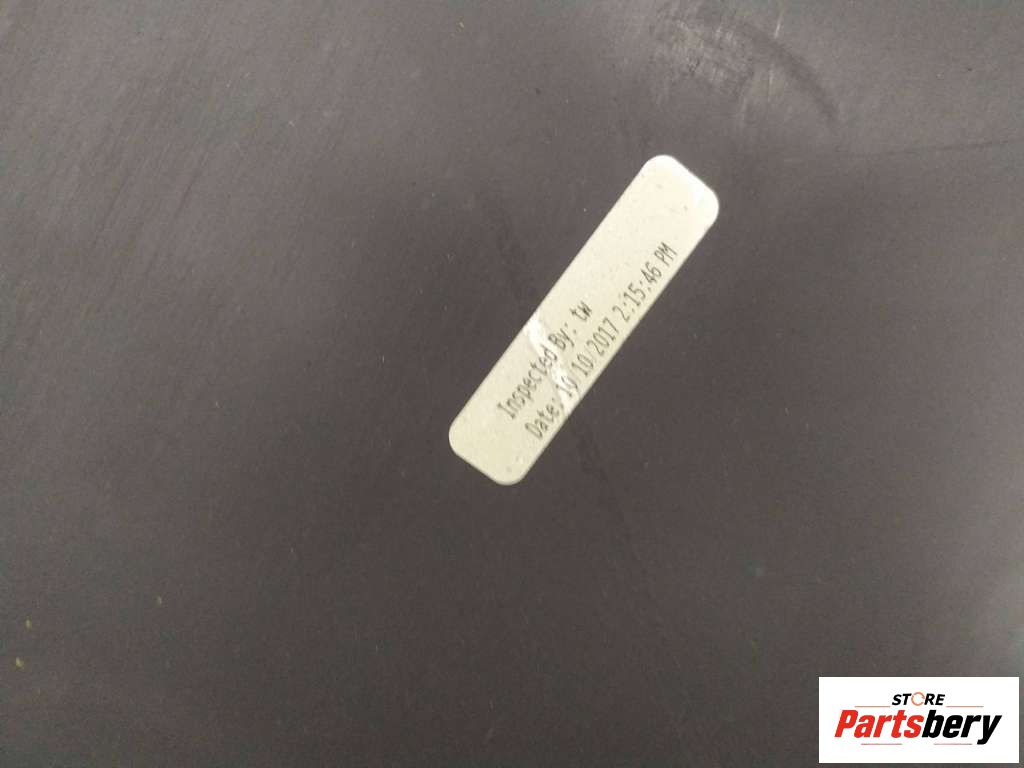 Inspected By: tw
Date: 10/10/2017 2:15:46 PM
STORE
Partsbery